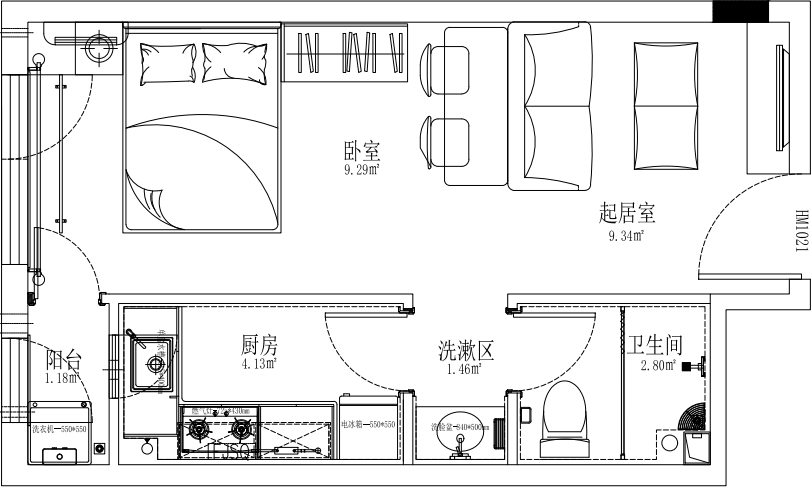 卧室
9.29㎡
起居室
9.34㎡
HM1021
阳台
1.18㎡
厨房
4.13㎡
洗漱区
1.46㎡
卫生间
2.80㎡
洗衣机—550*550
电冰箱—550*550